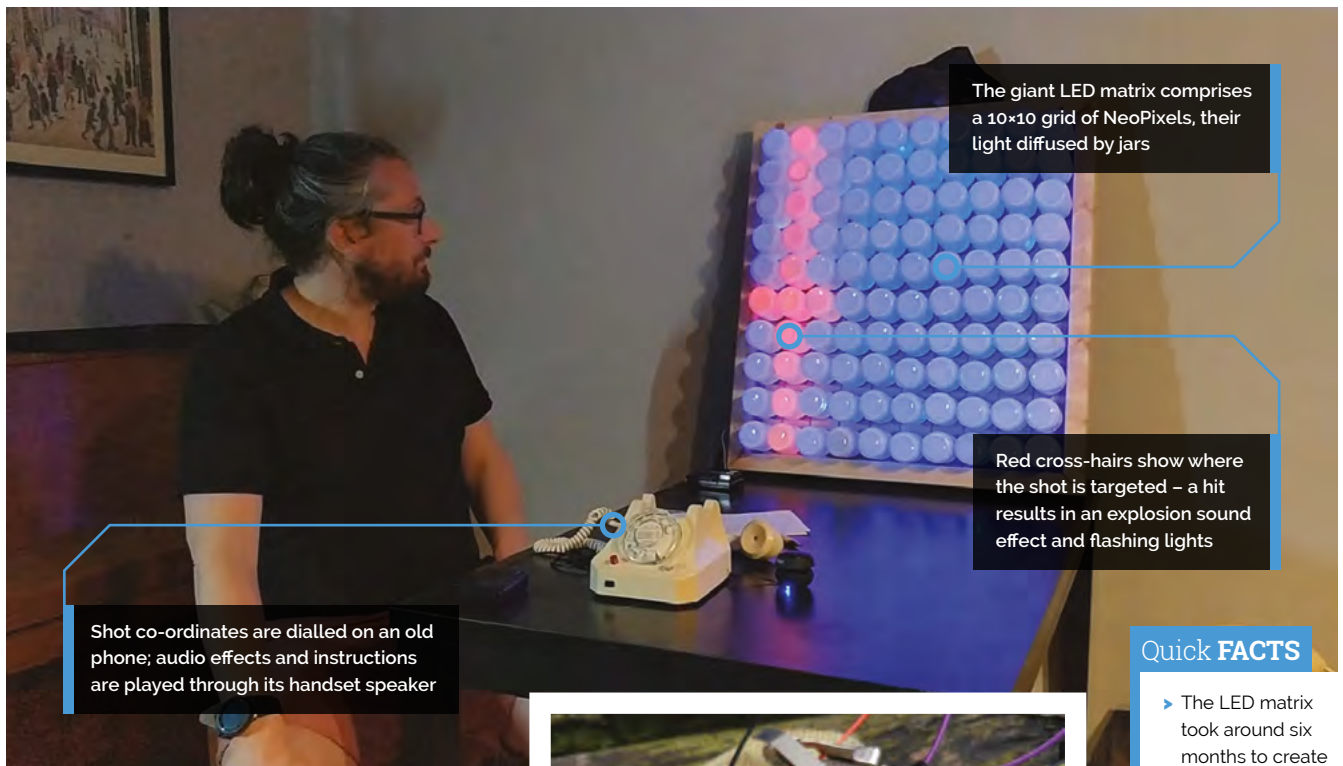 The giant LED matrix comprises
a 10×10 grid of NeoPixels, their
light diffused by jars
Red cross-hairs show where
the shot is targeted – a hit
results in an explosion sound
effect and flashing lights
Shot co-ordinates are dialled on an old
phone; audio effects and instructions
are played through its handset speaker
Quick FACTS
> The LED matrix
took around six
months to create